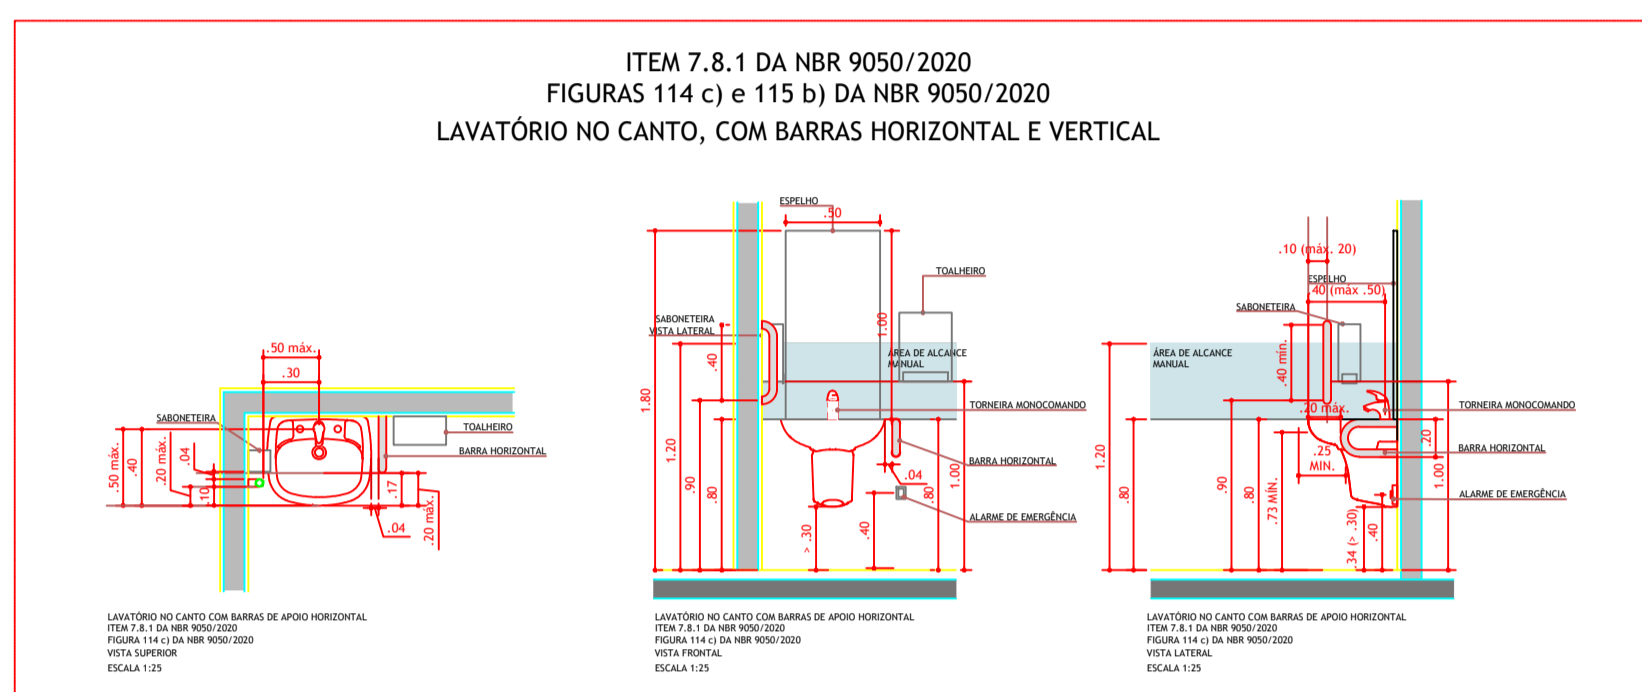 ITEM 7.8.1 DA NBR 9050/2020
FIGURAS 114 c) e 115 b) DA NBR 9050/2020
LAVATÓRIO NO CANTO, COM BARRAS HORIZONTAL E VERTICAL
.50 máx.
.30
SABONETEIRA
TOALHEIRO
BARRA HORIZONTAL
.50 máx.
.40
.20 máx.
.04
.10
.17
.20 máx.
.04
LAVATÓRIO NO CANTO COM BARRAS DE APOIO HORIZONTAL
ITEM 7.8.1 DA NBR 9050/2020
FIGURA 114 c) DA NBR 9050/2020
VISTA SUPERIOR
ESCALA 1:25
ESPELHO
.50
TOALHEIRO
SABONETEIRA
VISTA LATERAL
1.00
ÁREA DE ALCANCE
MANUAL
.40
1.80
TORNEIRA MONOCOMANDO
1.20
.90
.80
BARRA HORIZONTAL
.04
1.00
.80
ALARME DE EMERGÊNCIA
> .30
.40
LAVATÓRIO NO CANTO COM BARRAS DE APOIO HORIZONTAL
ITEM 7.8.1 DA NBR 9050/2020
FIGURA 114 c) DA NBR 9050/2020
VISTA FRONTAL
ESCALA 1:25
.10 (máx. 20)
ESPELHO
.40 (máx .50)
SABONETEIRA
ÁREA DE ALCANCE
MANUAL
.40 mín.
.20 máx.
TORNEIRA MONOCOMANDO
.20
BARRA HORIZONTAL
.25
MIN.
1.20
.80
.90
.80
.73 MÍN.
1.00
ALARME DE EMERGÊNCIA
.34 (> .30)
.40
LAVATÓRIO NO CANTO COM BARRAS DE APOIO HORIZONTAL
ITEM 7.8.1 DA NBR 9050/2020
FIGURA 114 c) DA NBR 9050/2020
VISTA LATERAL
ESCALA 1:25